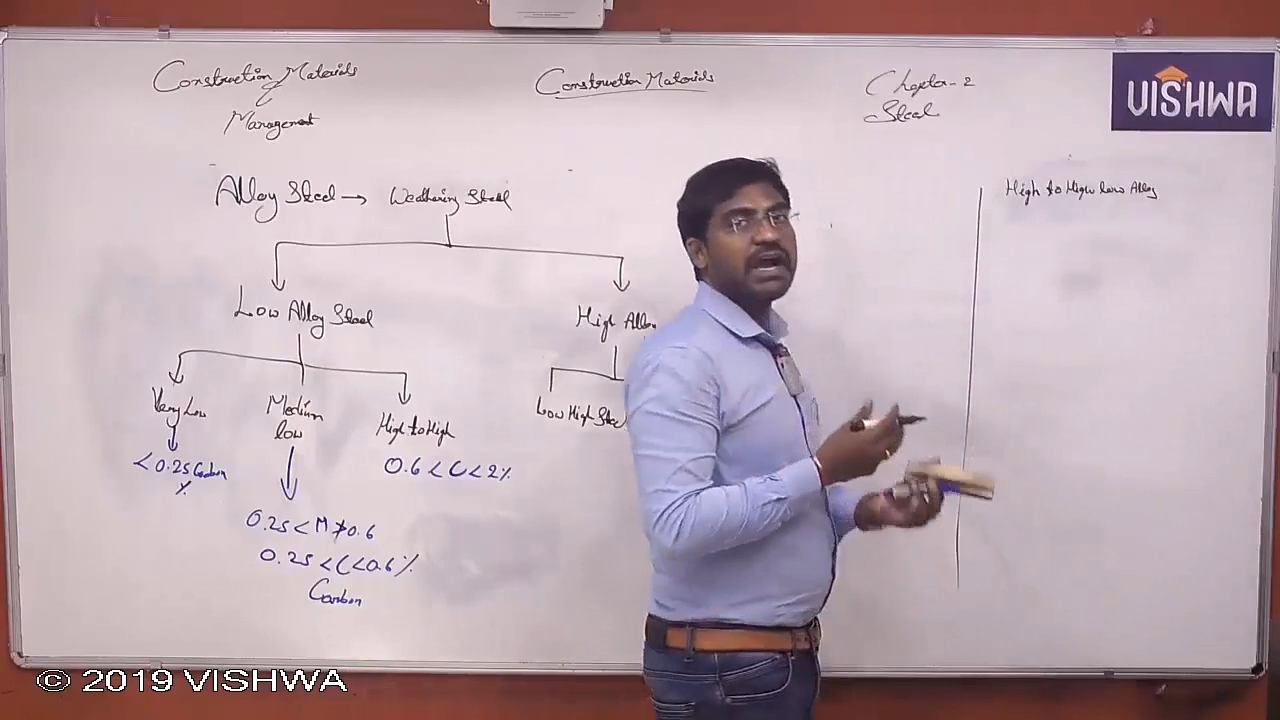 Construction Materials
&
Management
Construction Materials
Chapter-2
Steel
VISHWA
Alloy Steel → Weathering Steel
Low Alloy Steel
High Alloy
Very Low
Medium
low
High to High
Low High Steel
< 0.25 Carbon
%
0.6 < C < 2%
0.25 < M ≯ 0.6
0.25 < C < 0.6 %
Carbon
High to High low Alloy
© 2019 VISHWA